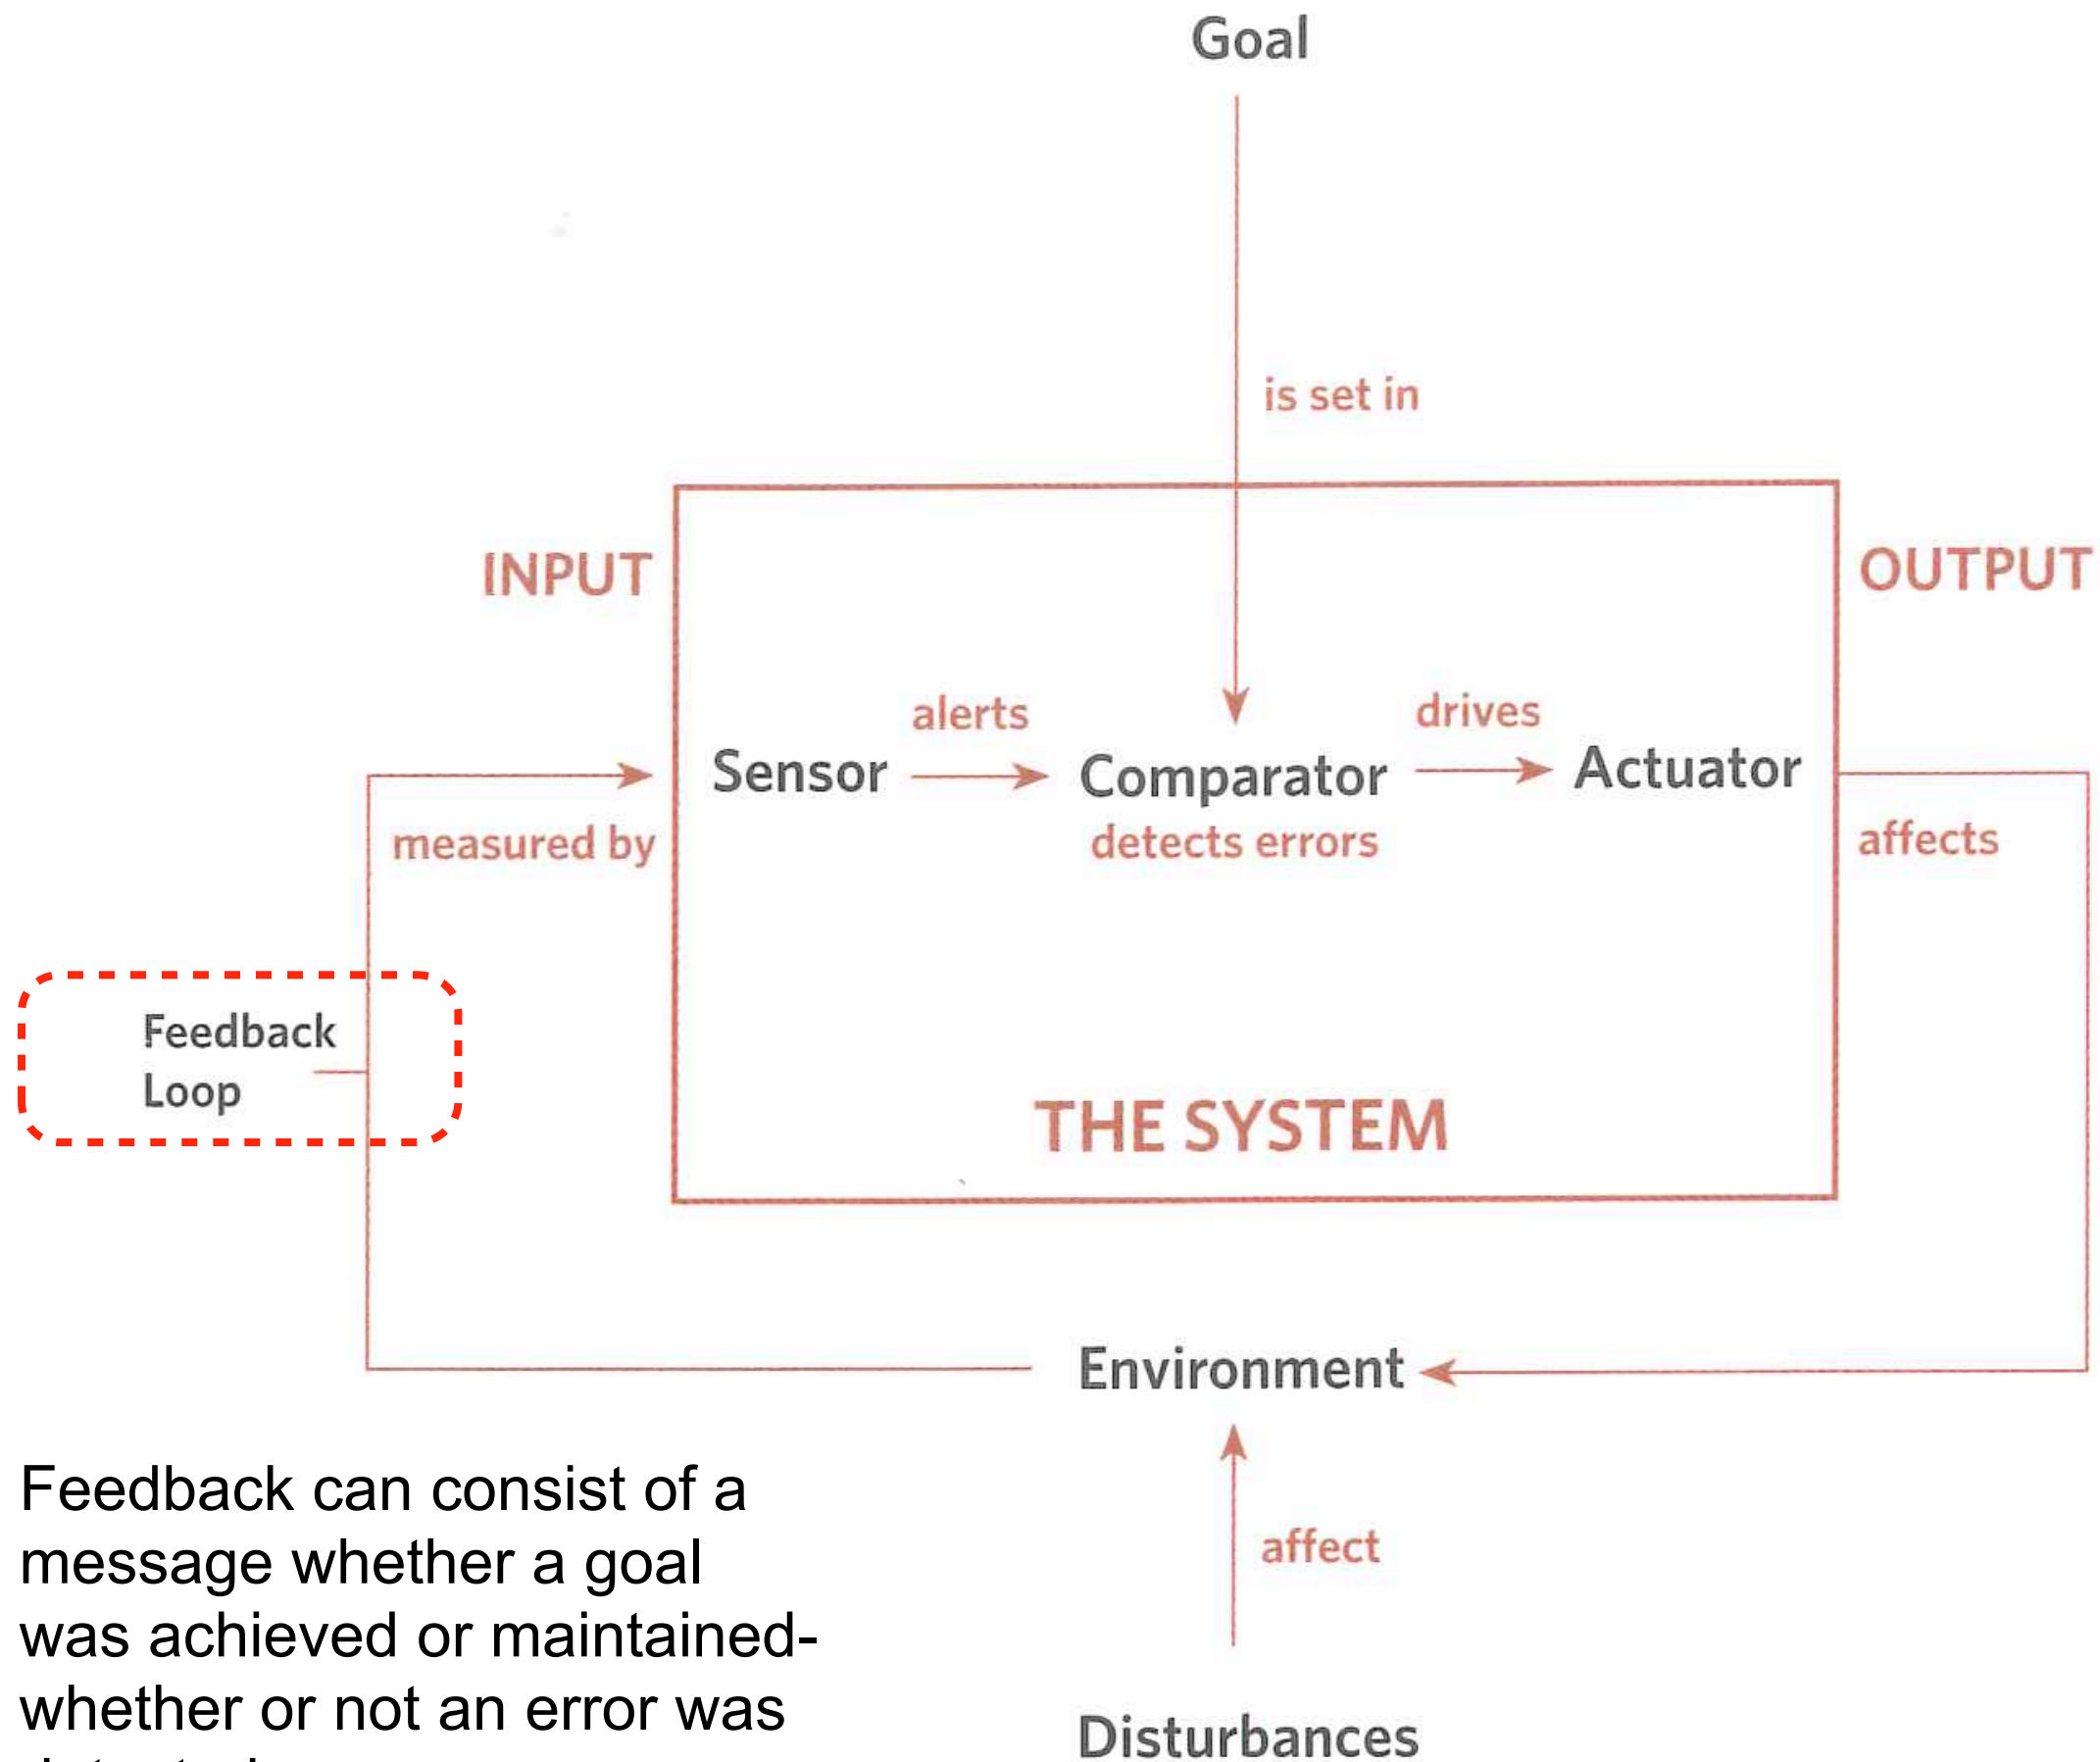 Goal
is set in
INPUT
OUTPUT
alerts
drives
Sensor
Comparator
Actuator
measured by
detects errors
affects
Feedback
Loop
THE SYSTEM
Environment
affect
Disturbances
Feedback can consist of a
message whether a goal
was achieved or maintained-
whether or not an error was